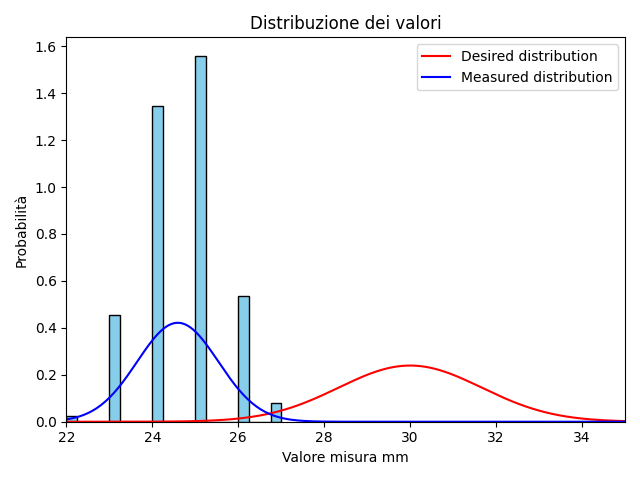 Distribuzione dei valori
Desired distribution
Measured distribution
Probabilità
1.6
1.4
1.2
1.0
0.8
0.6
0.4
0.2
0.0
22 24 26 28 30 32 34
Valore misura mm